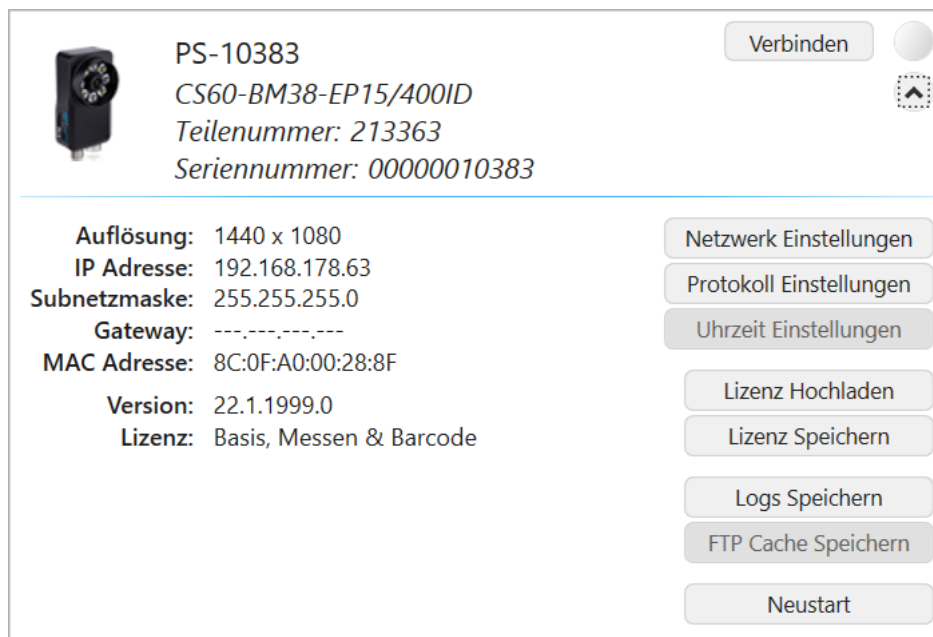 PS-10383
CS60-BM38-EP15/400ID
Teilenummer: 213363
Seriennummer: 00000010383
Verbinden
Auflösung: 1440 x 1080
IP Adresse: 192.168.178.63
Subnetzmaske: 255.255.255.0
Gateway: ---.---.---.---
MAC Adresse: 8C:0F:A0:00:28:8F
Version: 22.1.1999.0
Lizenz: Basis, Messen & Barcode
Netzwerk Einstellungen
Protokoll Einstellungen
Uhrzeit Einstellungen
Lizenz Hochladen
Lizenz Speichern
Logs Speichern
FTP Cache Speichern
Neustart